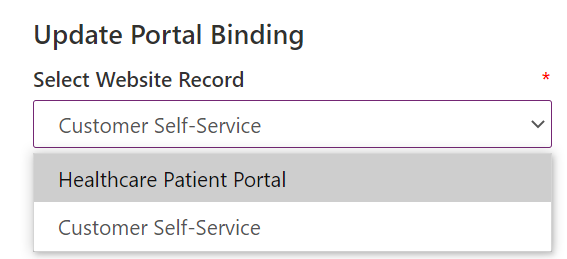 Update Portal Binding
Select Website Record *
Customer Self-Service
Healthcare Patient Portal
Customer Self-Service